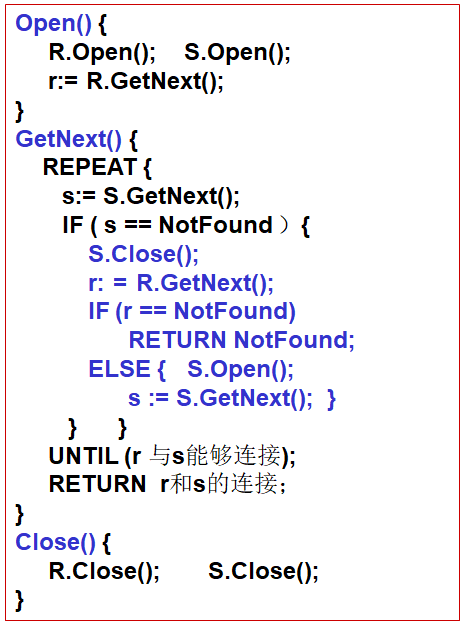 Open() {
R.Open(); S.Open();
r:= R.GetNext();
}
GetNext() {
REPEAT {
s:= S.GetNext();
IF ( s == NotFound ）{
S.Close();
r: = R.GetNext();
IF (r == NotFound)
RETURN NotFound;
ELSE { S.Open();
s := S.GetNext(); }
} }
UNTIL (r 与s能够连接);
RETURN r和s的连接；
}
Close() {
R.Close(); S.Close();
}